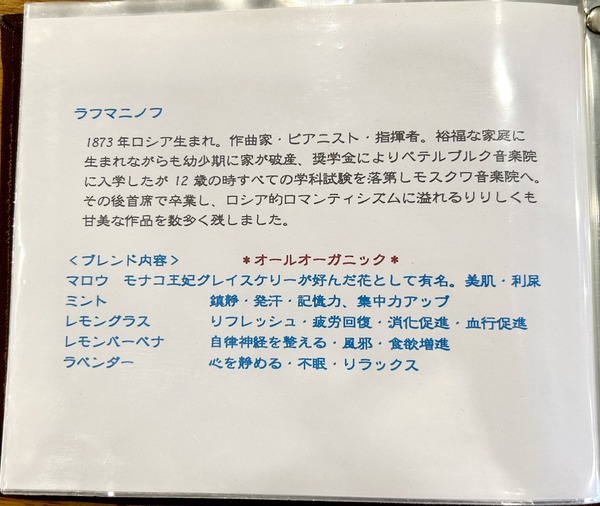 ラフマニノフ
1873年ロシア生まれ。作曲家・ピアニスト・指揮者。裕福な家庭に
生まれながらも幼少期に家が破産、奨学金によりペテルブルク音楽院
に入学したが 12 歳の時すべての学科試験を落第しモスクワ音楽院へ。
その後首席で卒業し、ロシア的ロマンティシズムに溢れるりりしくも
甘美な作品を数多く残しました。
＜ブレンド内容＞ ＊オールオーガニック＊
マロウ モナコ王妃グレイスケリーが好んだ花として有名。美肌・利尿
ミント 鎮静・発汗・記憶力、集中力アップ
レモングラス リフレッシュ・疲労回復・消化促進・血行促進
レモンバーベナ 自律神経を整える・風邪・食欲増進
ラベンダー 心を静める・不眠・リラックス